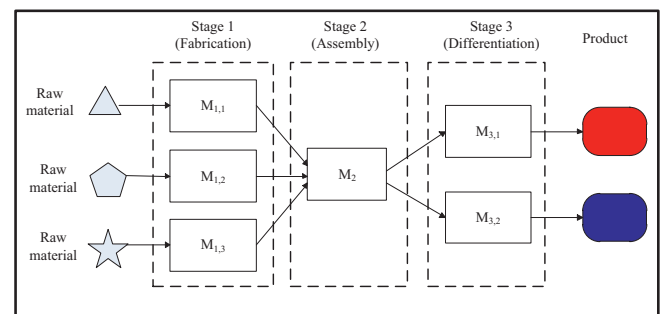 Stage 1
(Fabrication)
Stage 2
(Assembly)
Stage 3
(Differentiation)
Product
Raw
material
M1,1
M3,1
Raw
material
M1,2
M2
Raw
material
M1,3
M3,2